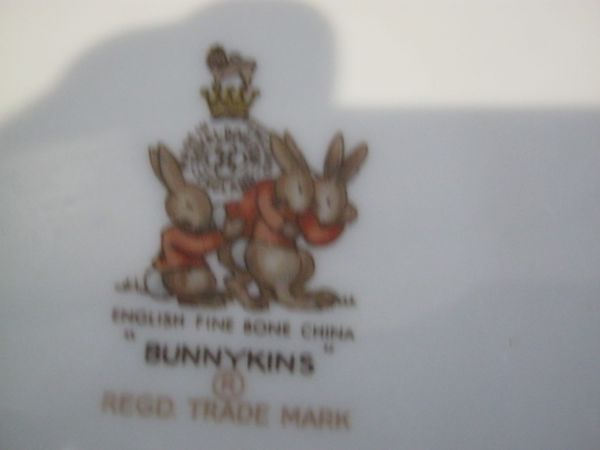 ENGLISH FINE BONE CHINA
"BUNNYKINS"
®
REGD. TRADE MARK